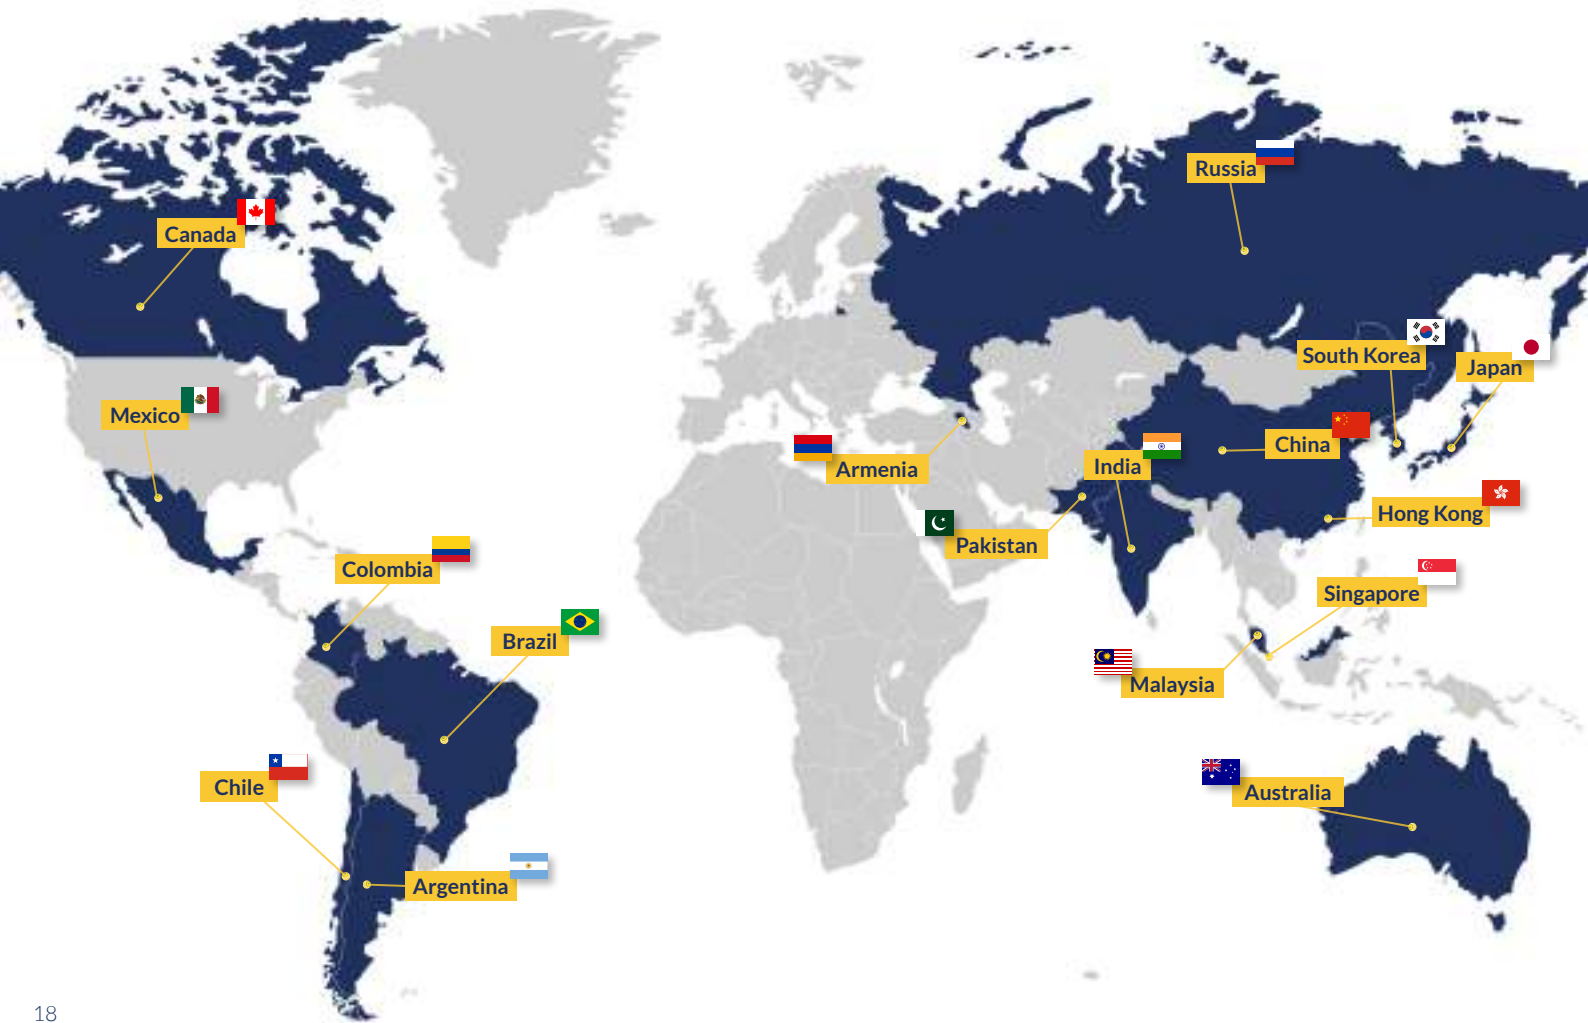 Russia
Canada
South Korea
Japan
Mexico
China
Armenia
India
Hong Kong
Pakistan
Colombia
Singapore
Brazil
Malaysia
Chile
Australia
Argentina
18